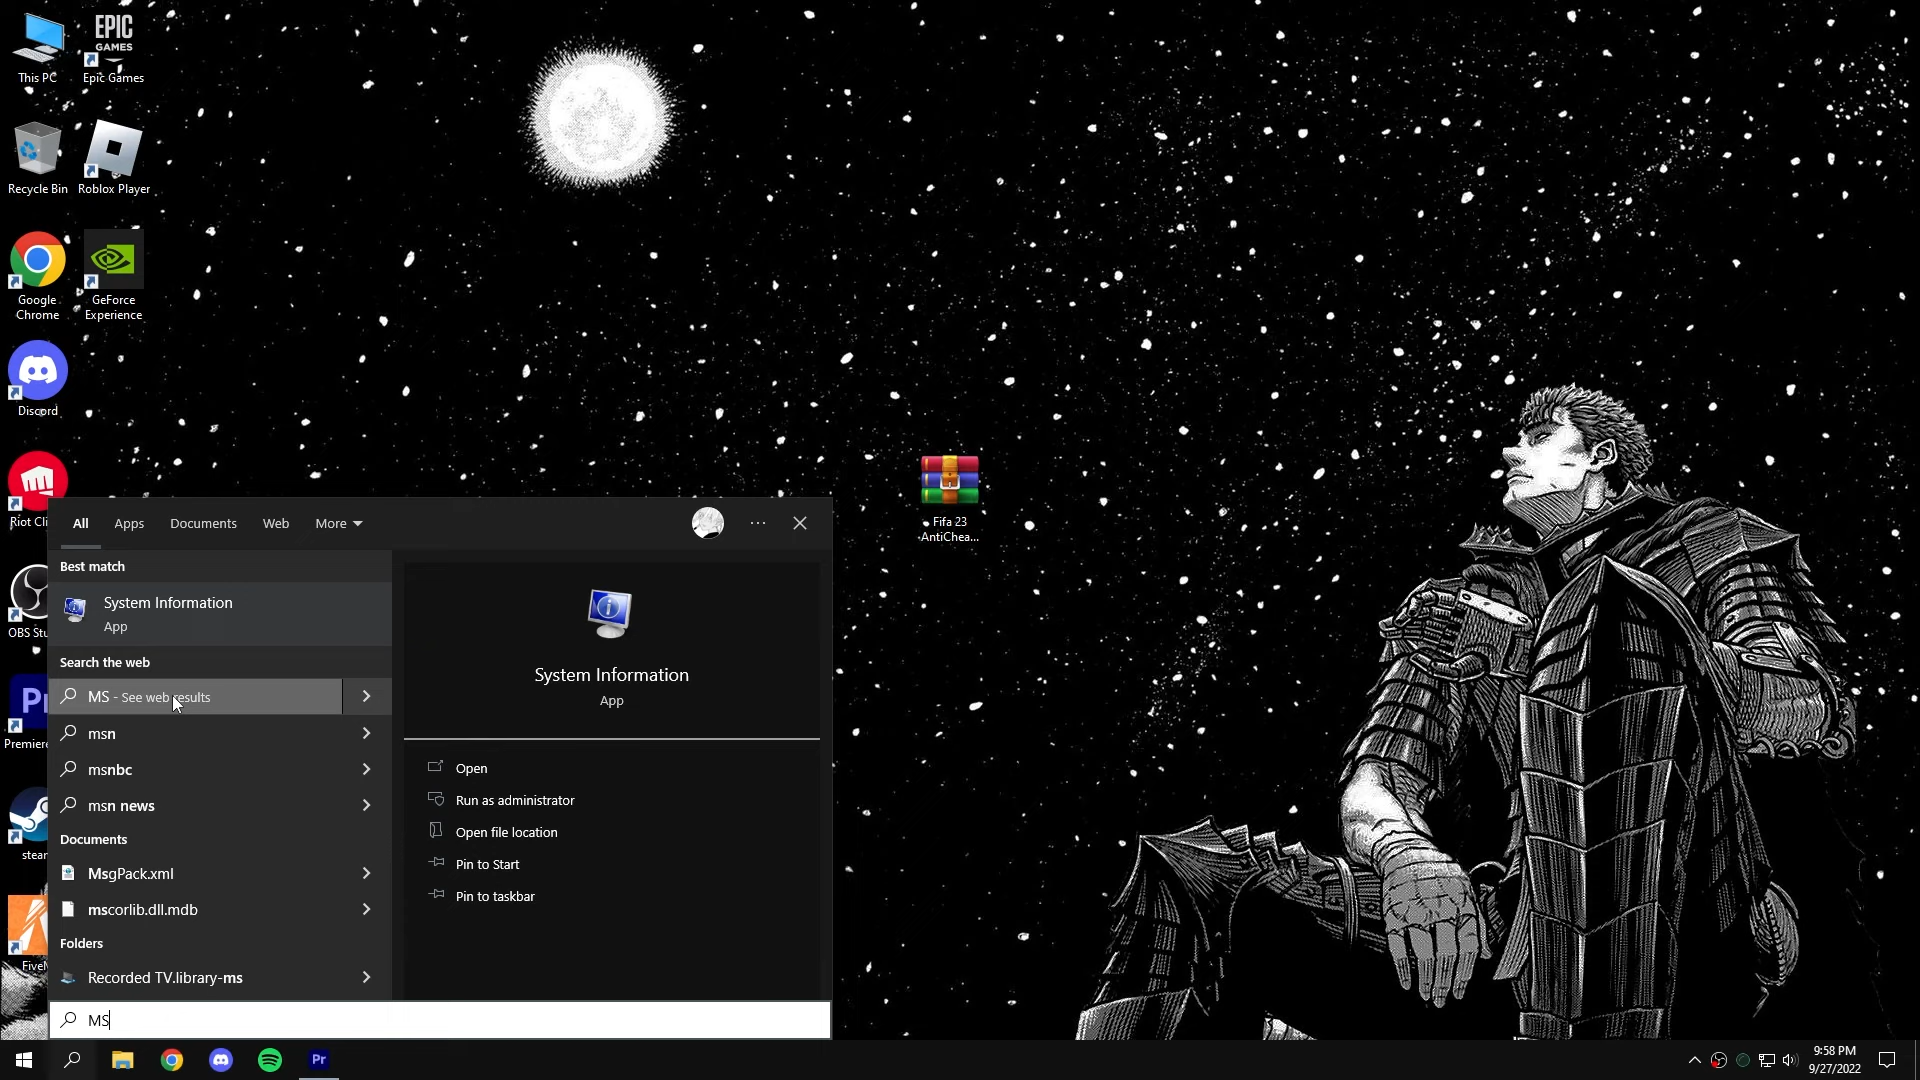 This PC
EPIC
GAMES
Epic Games
Recycle Bin
Roblox Player
Google
Chrome
GeForce
Experience
Discord
Riot Cli
OBS Stu
Pr
Premiere
stear
FiveM
Fifa 23
AntiChea...
All
Apps
Documents
Web
More
Best match
System Information
App
Search the web
MS - See web results
msn
msnbc
msn news
Documents
MsgPack.xml
mscorlib.dll.mdb
Folders
Recorded TV.library-ms
System Information
App
Open
Run as administrator
Open file location
Pin to Start
Pin to taskbar
MS
Pr
9:58 PM
9/27/2022